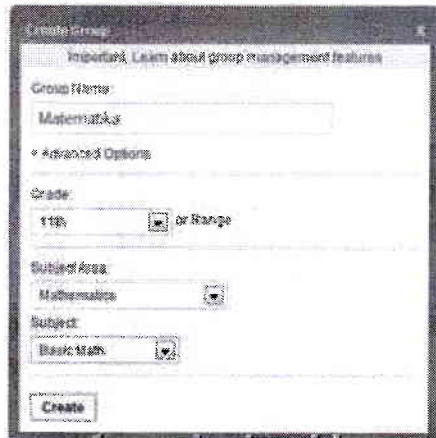 Create Group x
Important, Learn about group management features
Group Name:
Matematika
+ Advanced Options
Grade:
11th or Range
Subject Area:
Mathematics
Subject:
Basic Math
Create